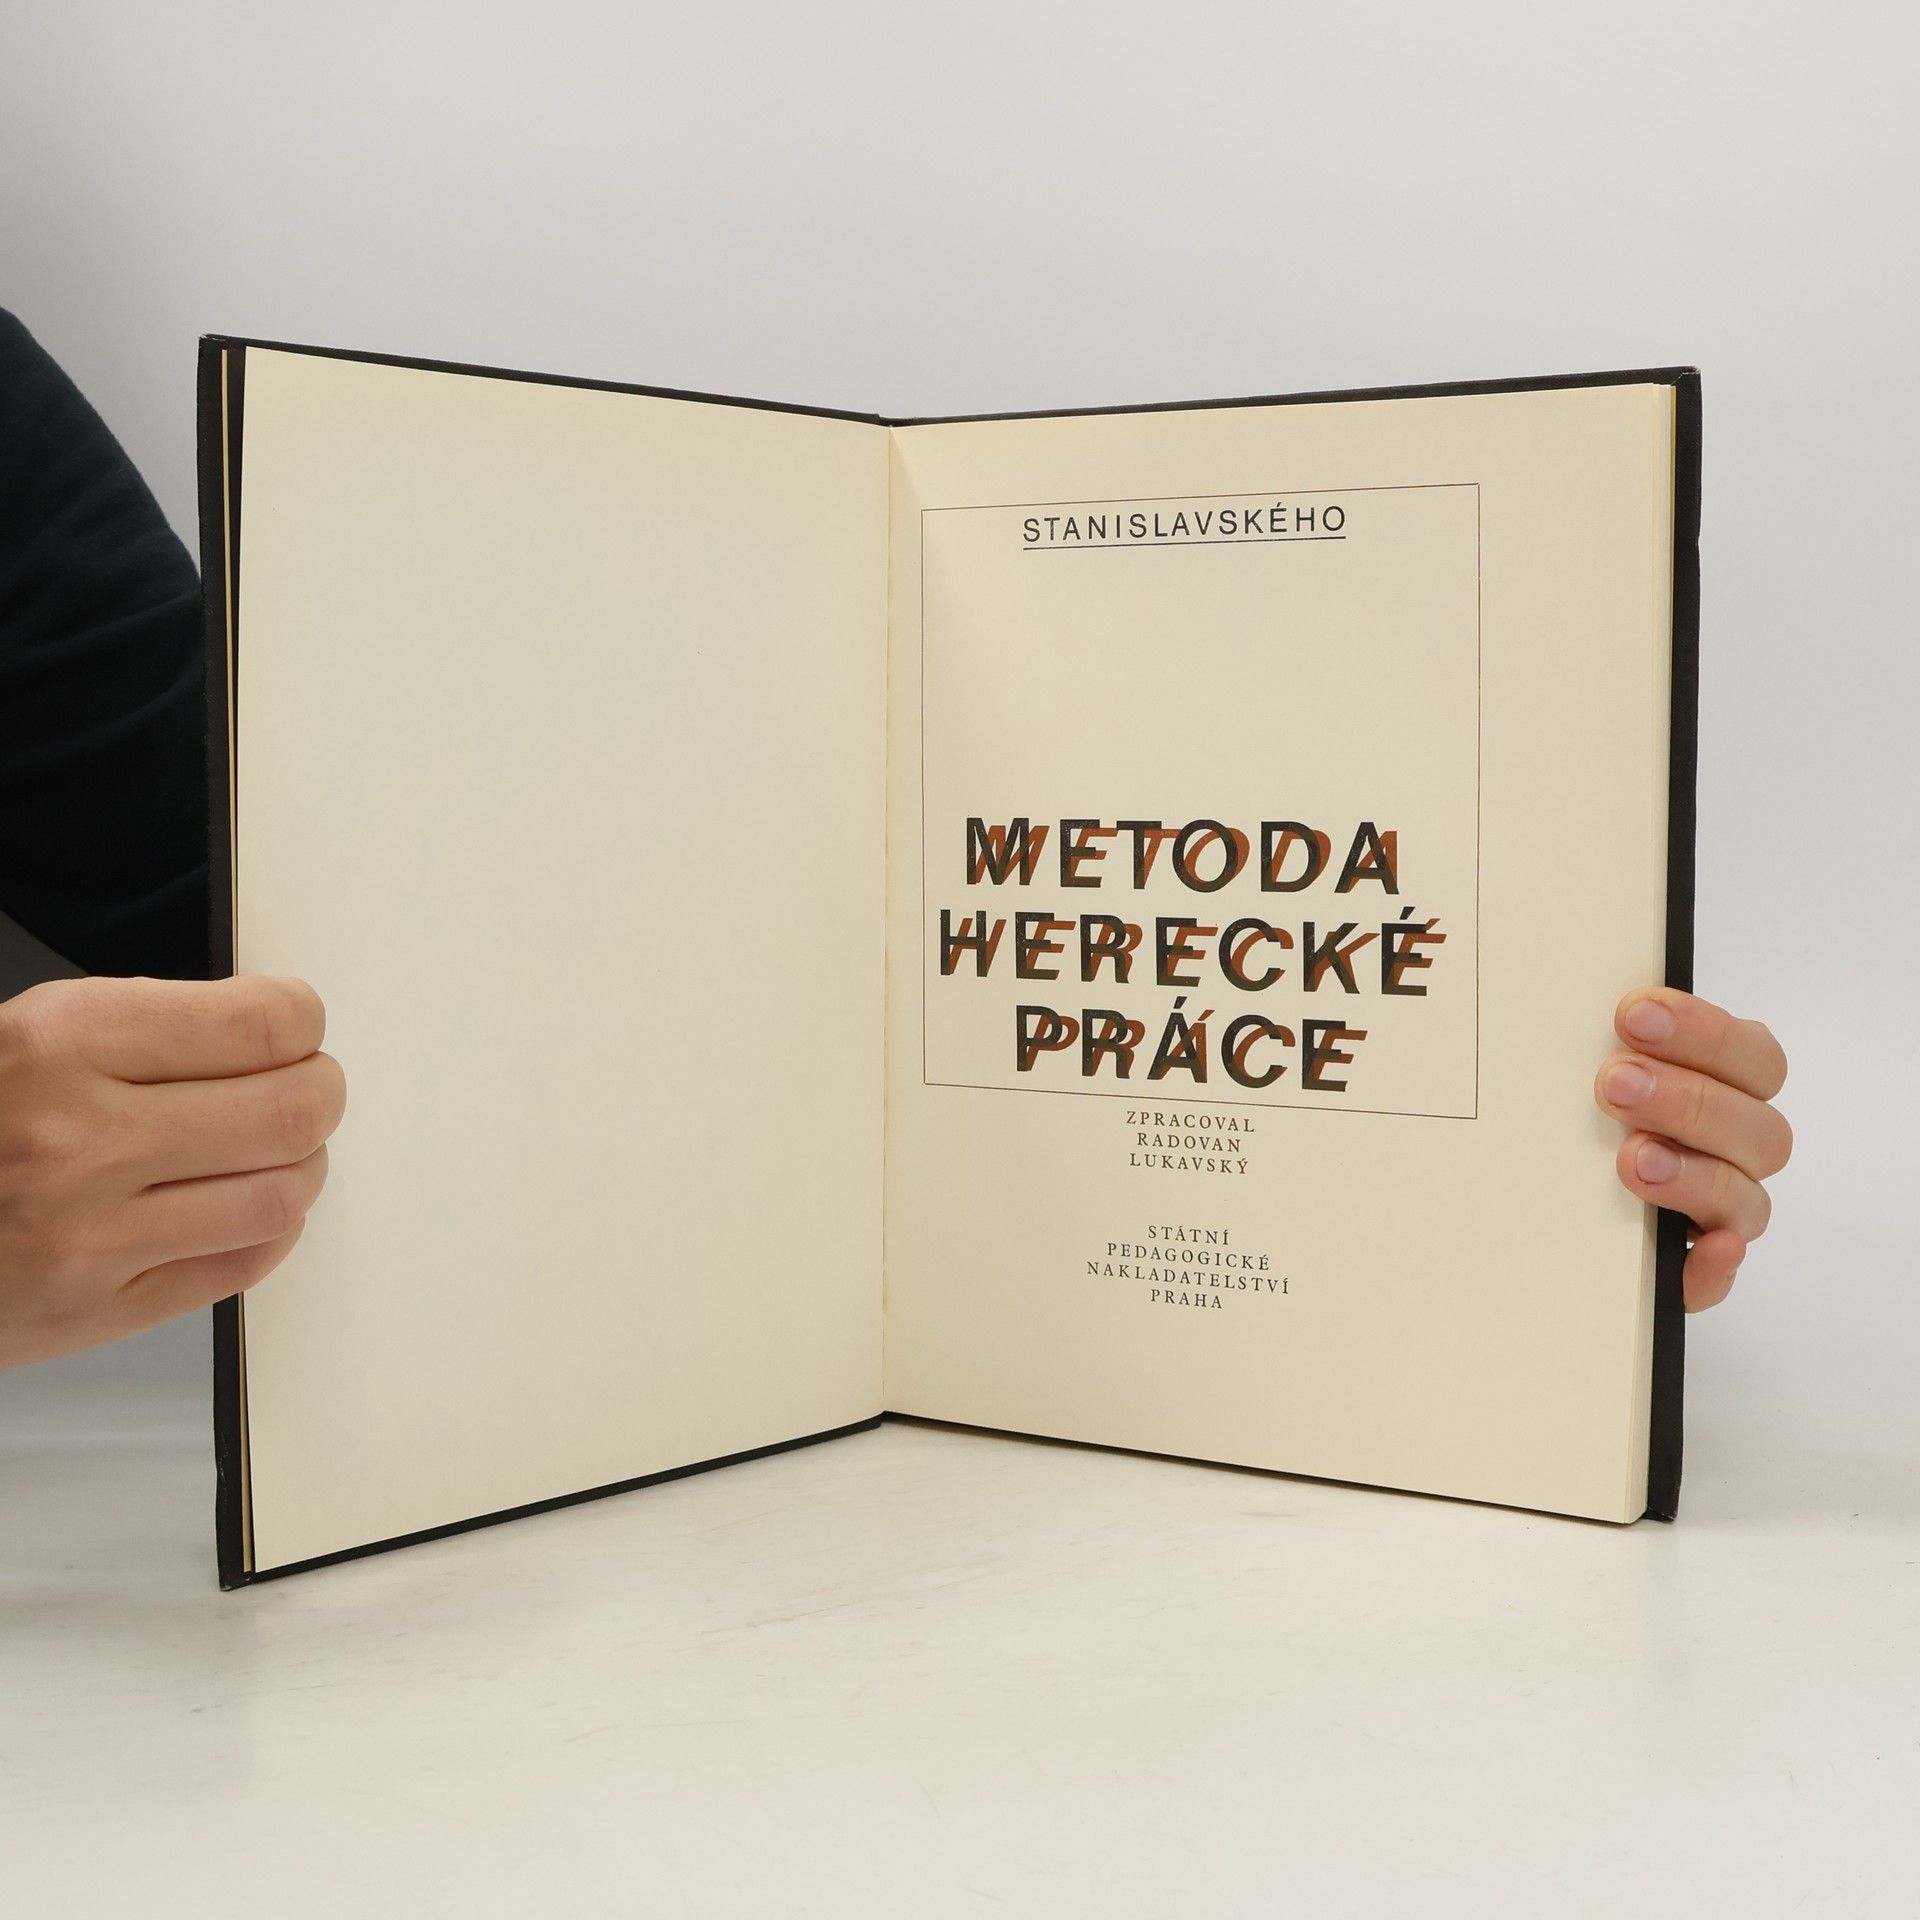 STANISLAVSKÉHO
METODA
HERECKÉ
PRÁCE
ZPRACOVAL
RADOVAN
LUKAVSKÝ
STÁTNÍ
PEDAGOGICKÉ
NAKLADATELSTVÍ
PRAHA